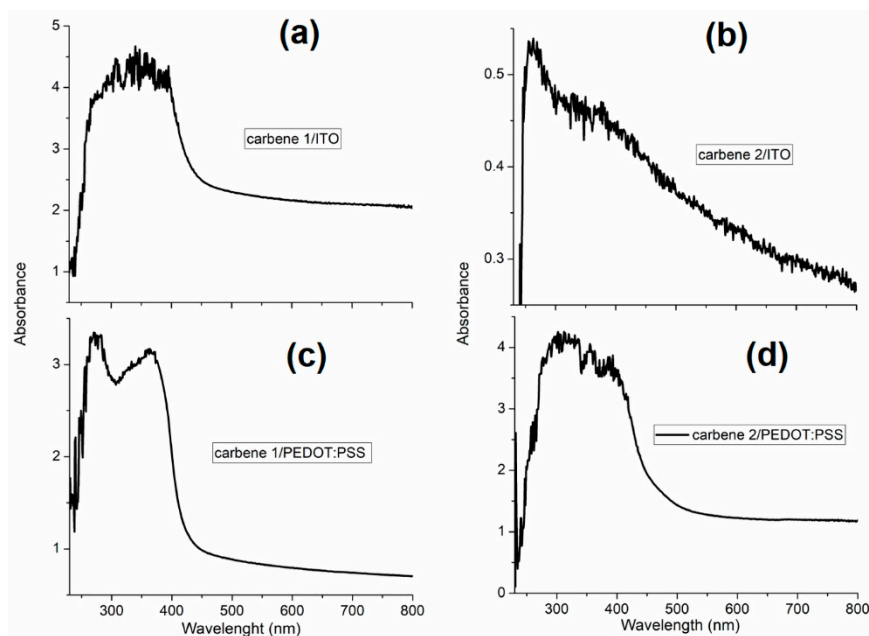 (a)
5
4
3
2
1
carbene 1/ITO
(b)
0.5
0.4
0.3
carbene 2/ITO
Absorbance
Absorbance
(c)
3
2
1
carbene 1/PEDOT:PSS
300 400 500 600 700 800
Wavelenght (nm)
(d)
4
3
2
1
0
carbene 2/PEDOT:PSS
300 400 500 600 700 800
Wavelength (nm)